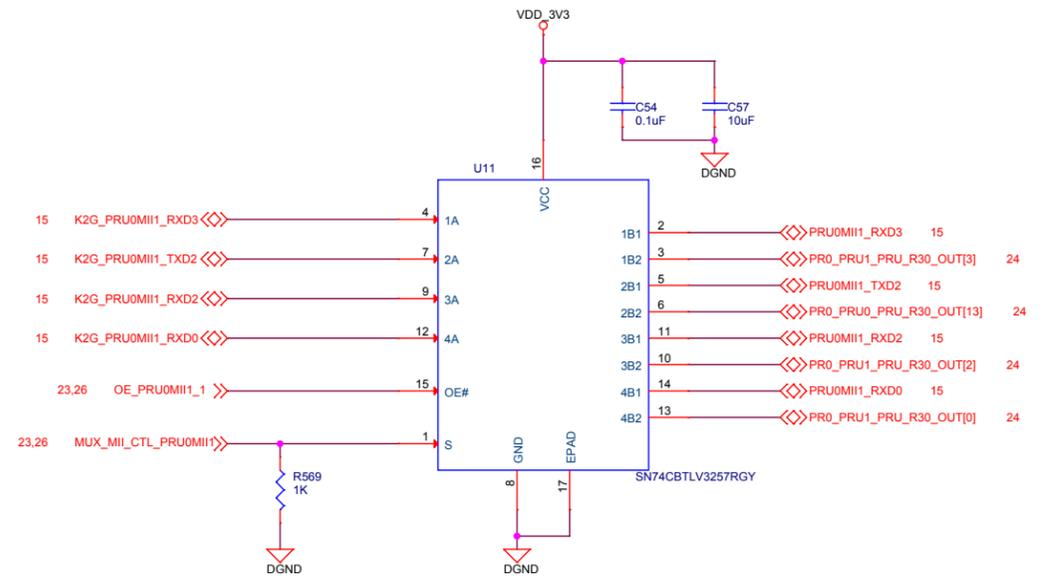 VDD_3V3
C54
0.1uF
C57
10uF
DGND
U11
16
VCC
15 K2G_PRU0MII1_RXD3 4 1A
15 K2G_PRU0MII1_TXD2 7 2A
15 K2G_PRU0MII1_RXD2 9 3A
15 K2G_PRU0MII1_RXD0 12 4A
23,26 OE_PRU0MII1_1 15 OE#
23,26 MUX_MII_CTL_PRU0MII1 1 S
1B1 2 PRU0MII1_RXD3 15
1B2 3 PR0_PRU1_PRU_R30_OUT[3] 24
2B1 5 PRU0MII1_TXD2 15
2B2 6 PR0_PRU0_PRU_R30_OUT[13] 24
3B1 11 PRU0MII1_RXD2 15
3B2 10 PR0_PRU1_PRU_R30_OUT[2] 24
4B1 14 PRU0MII1_RXD0 15
4B2 13 PR0_PRU1_PRU_R30_OUT[0] 24
GND
EPAD
8
17
SN74CBTLV3257RGY
R569
1K
DGND
DGND